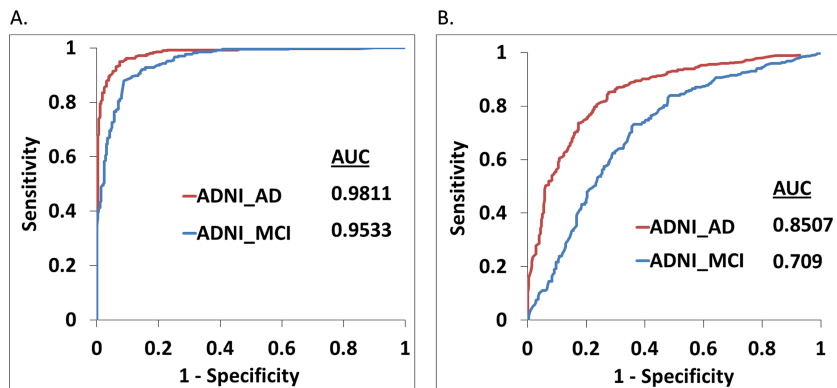 A.
1
0.8
0.6
0.4
0.2
0
Sensitivity
AUC
ADNI_AD 0.9811
ADNI_MCI 0.9533
0 0.2 0.4 0.6 0.8 1
1 - Specificity
B.
1
0.8
0.6
0.4
0.2
0
Sensitivity
AUC
ADNI_AD 0.8507
ADNI_MCI 0.709
0 0.2 0.4 0.6 0.8 1
1 - Specificity